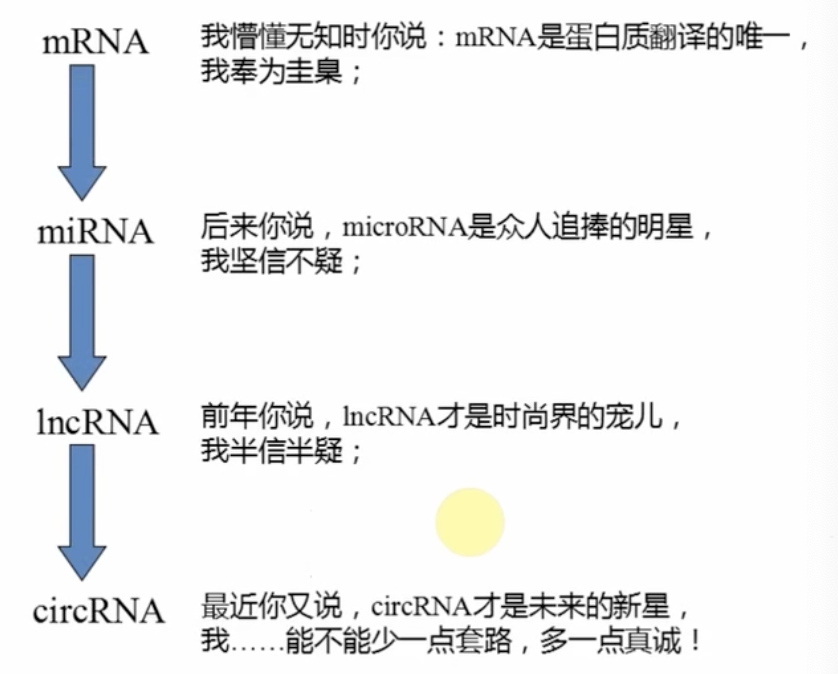 mRNA
我懵懂无知时你说：mRNA是蛋白质翻译的唯一，
我奉为圭臬；
miRNA
后来你说，microRNA是众人追捧的明星，
我坚信不疑；
lncRNA
前年你说，lncRNA才是时尚界的宠儿，
我半信半疑；
circRNA
最近你又说，circRNA才是未来的新星，
我……能不能少一点套路，多一点真诚！